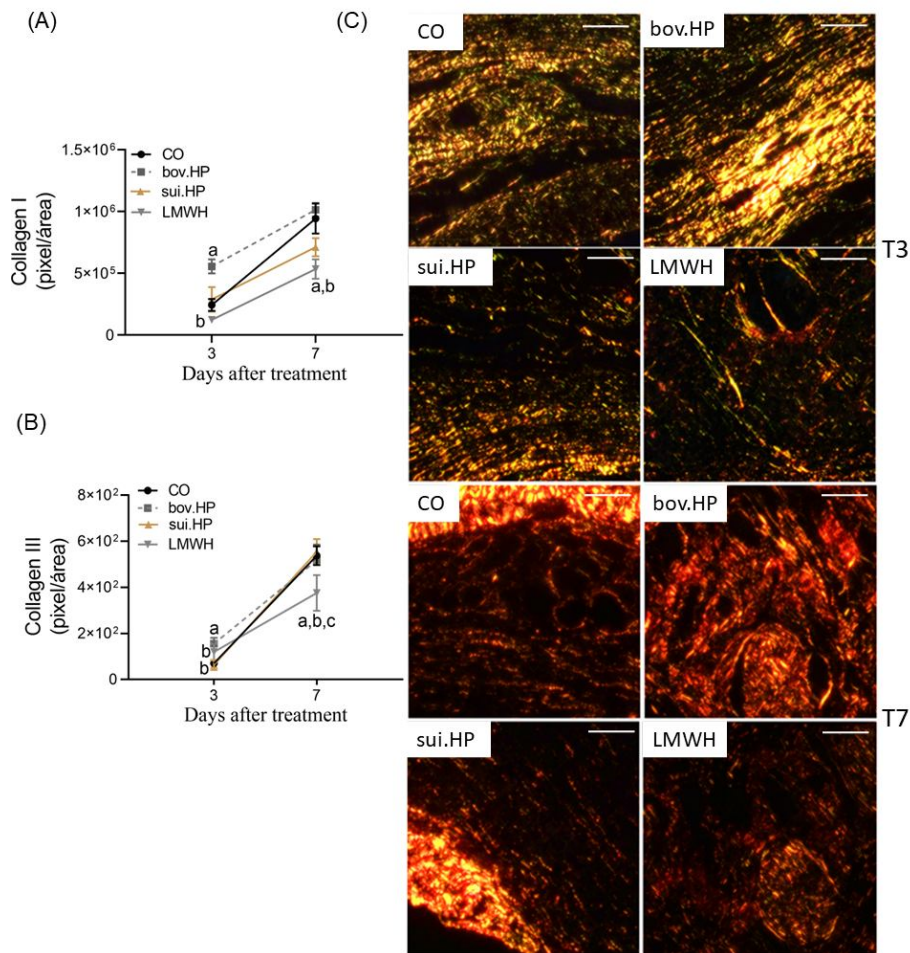 (A)
1.5×10⁶
1×10⁶
5×10⁵
0
Collagen I
(pixel/área)
CO
bov.HP
sui.HP
LMWH
a
b
a,b
3
7
Days after treatment
(B)
8×10²
6×10²
4×10²
2×10²
0
Collagen III
(pixel/área)
CO
bov.HP
sui.HP
LMWH
a
b
b
a,b,c
3
7
Days after treatment
(C)
CO
bov.HP
sui.HP
LMWH
T3
CO
bov.HP
sui.HP
LMWH
T7